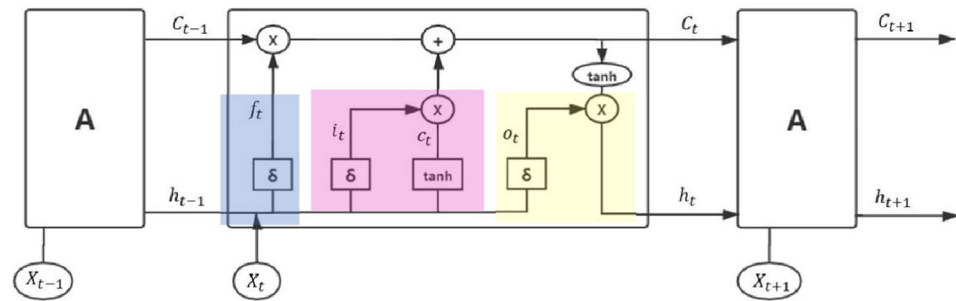 C_{t-1}
C_t
C_{t+1}
x
+
tanh
A
A
f_t
i_t
x
c_t
o_t
x
δ
δ
tanh
δ
h_{t-1}
h_t
h_{t+1}
X_{t-1}
X_t
X_{t+1}